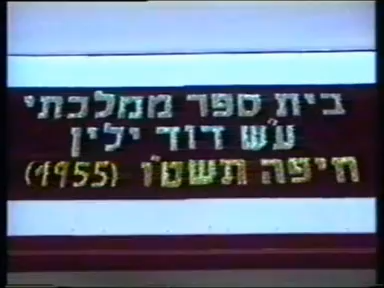 בית ספר ממלכתי
ע"ש דוד ילין
חיפה תשט"ו (1955)